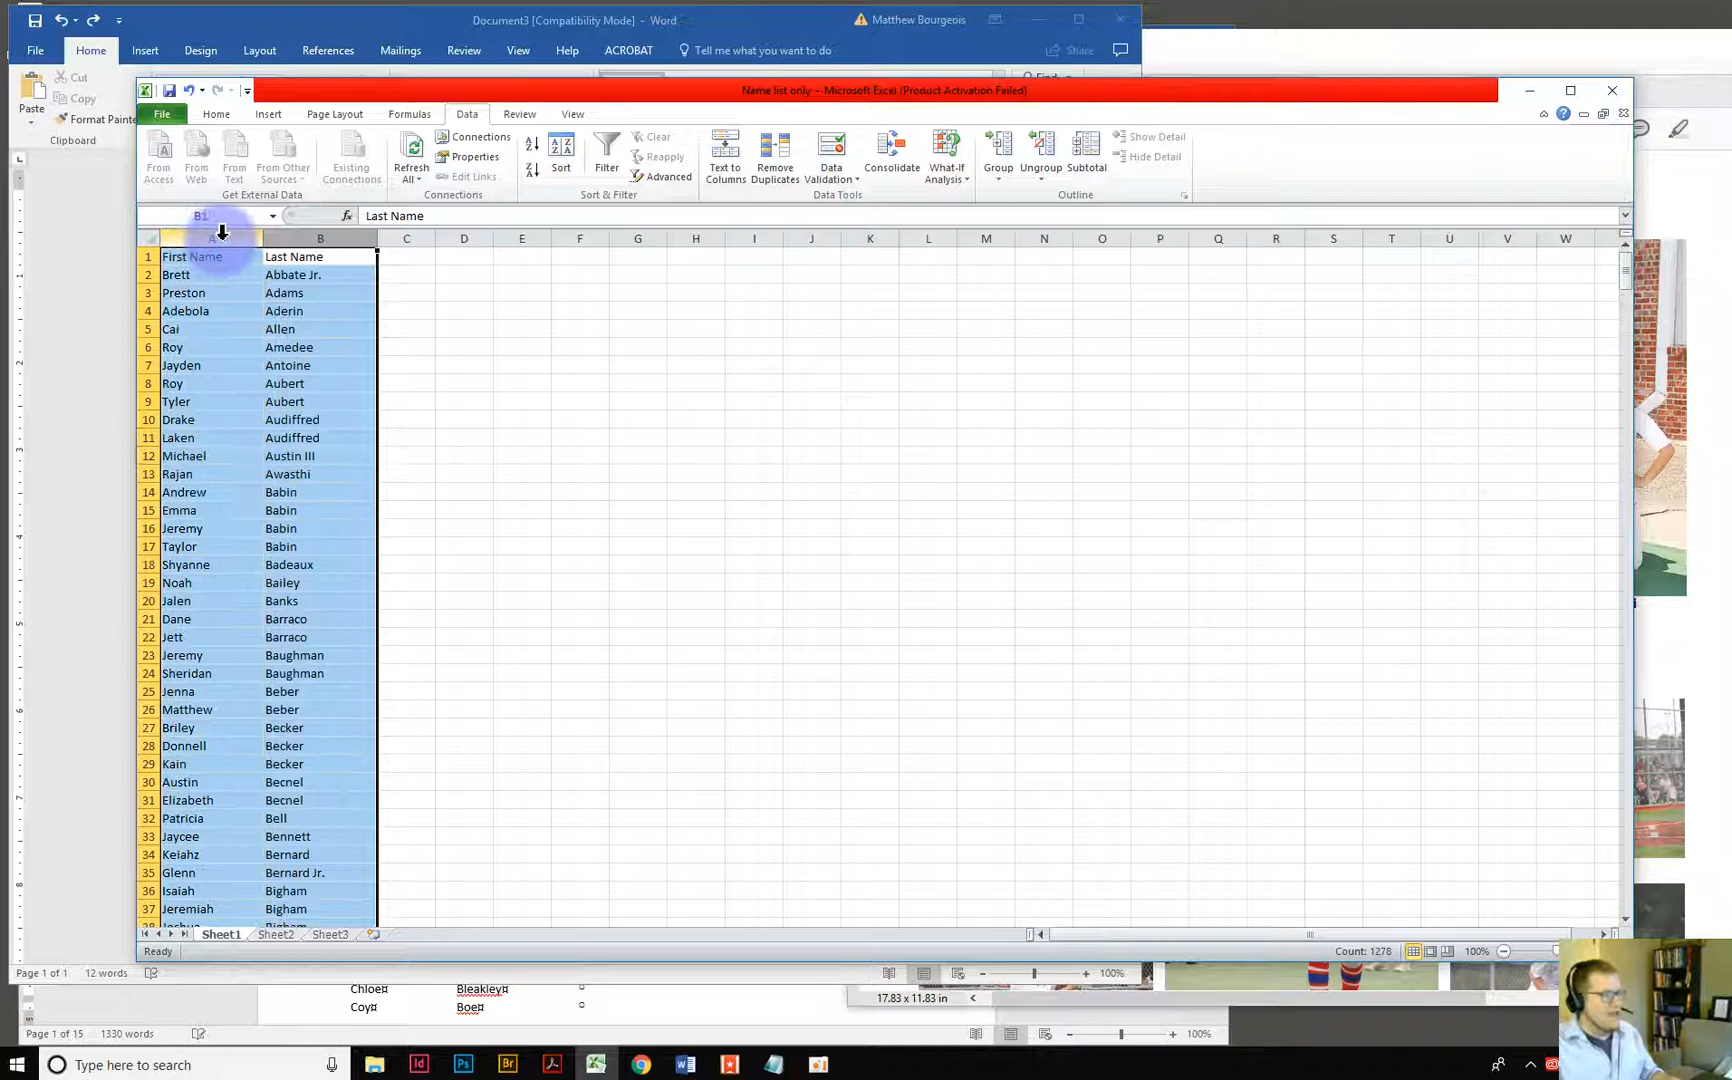 Document3 [Compatibility Mode] - Word
Matthew Bourgeois
File Home Insert Design Layout References Mailings Review View Help ACROBAT Tell me what you want to do Share
Cut
Copy
Paste
Format Painte
Clipboard
Find
Name list only - Microsoft Excel (Product Activation Failed)
File Home Insert Page Layout Formulas Data Review View
From Access
From Web
From Text
From Other Sources
Existing Connections
Get External Data
Refresh All
Connections
Properties
Edit Links
Connections
Sort
Filter
Clear
Reapply
Advanced
Sort & Filter
Text to Columns
Remove Duplicates
Data Validation
Consolidate
What-If Analysis
Data Tools
Group
Ungroup
Subtotal
Show Detail
Hide Detail
Outline
B1 fx Last Name
A B C D E F G H I J K L M N O P Q R S T U V W
1 First Name Last Name
2 Brett Abbate Jr.
3 Preston Adams
4 Adebola Aderin
5 Cai Allen
6 Roy Amedee
7 Jayden Antoine
8 Roy Aubert
9 Tyler Aubert
10 Drake Audiffred
11 Laken Audiffred
12 Michael Austin III
13 Rajan Awasthi
14 Andrew Babin
15 Emma Babin
16 Jeremy Babin
17 Taylor Babin
18 Shyanne Badeaux
19 Noah Bailey
20 Jalen Banks
21 Dane Barraco
22 Jett Barraco
23 Jeremy Baughman
24 Sheridan Baughman
25 Jenna Beber
26 Matthew Beber
27 Briley Becker
28 Donnell Becker
29 Kain Becker
30 Austin Becnel
31 Elizabeth Becnel
32 Patricia Bell
33 Jaycee Bennett
34 Keiahz Bernard
35 Glenn Bernard Jr.
36 Isaiah Bigham
37 Jeremiah Bigham
38 Joshua Bigham
Sheet1 Sheet2 Sheet3
Ready Count: 1278 100%
Page 1 of 1 12 words 100%
Chloe¤ Bleakley¤ ¤
Coy¤ Boe¤ ¤
17.83 x 11.83 in
Page 1 of 15 1330 words 100%
Type here to search